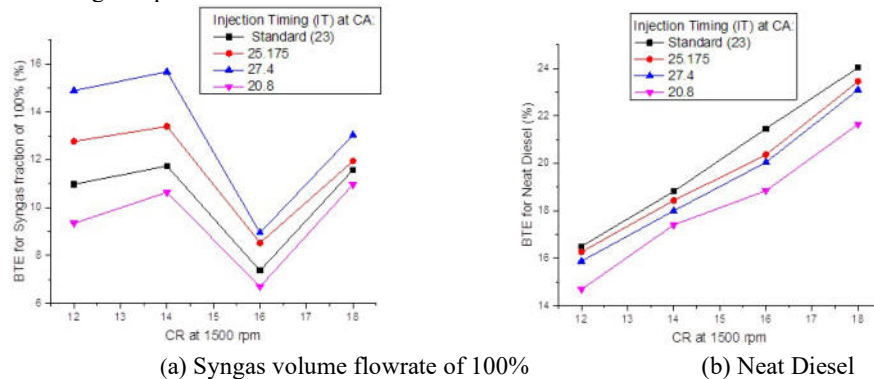 Injection Timing (IT) at CA:
Standard (23)
25.175
27.4
20.8
16
14
12
10
8
6
BTE for Syngas fraction of 100% (%)
12 13 14 15 16 17 18
CR at 1500 rpm
(a) Syngas volume flowrate of 100%
Injection Timing (IT) at CA:
Standard (23)
25.175
27.4
20.8
24
22
20
18
16
14
BTE for Neat Diesel (%)
12 13 14 15 16 17 18
CR at 1500 rpm
(b) Neat Diesel